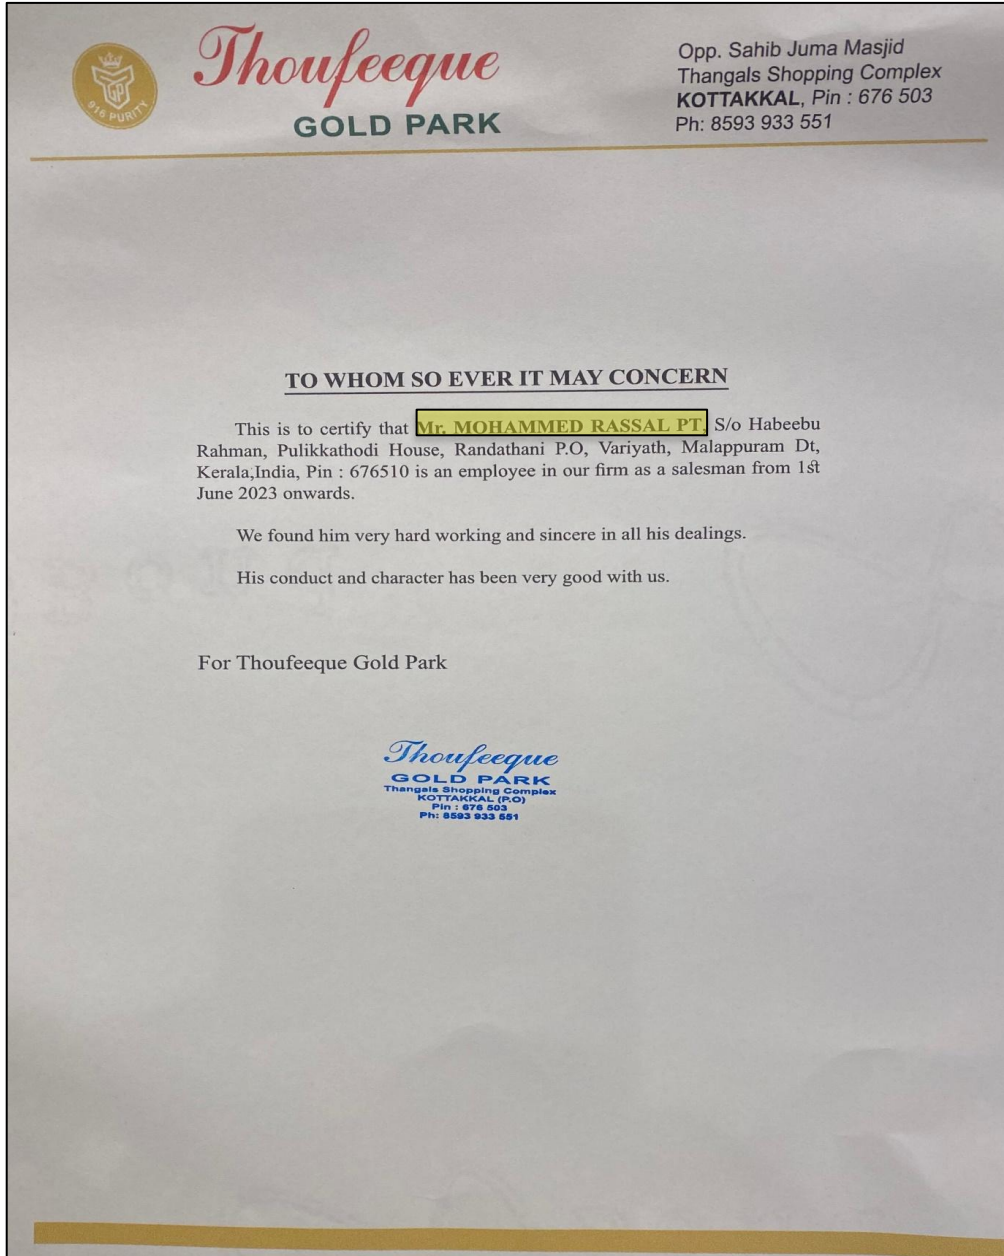 Thoufeeque
GOLD PARK
916 PURITY
Opp. Sahib Juma Masjid
Thangals Shopping Complex
KOTTAKKAL, Pin : 676 503
Ph: 8593 933 551
TO WHOM SO EVER IT MAY CONCERN
This is to certify that Mr. MOHAMMED RASSAL PT, S/o Habeebu
Rahman, Pulikkathodi House, Randathani P.O, Variyath, Malappuram Dt,
Kerala,India, Pin : 676510 is an employee in our firm as a salesman from 1st
June 2023 onwards.
We found him very hard working and sincere in all his dealings.
His conduct and character has been very good with us.
For Thoufeeque Gold Park
Thoufeeque
GOLD PARK
Thangals Shopping Complex
KOTTAKKAL (P.O)
Pin : 676 503
Ph: 8593 933 551